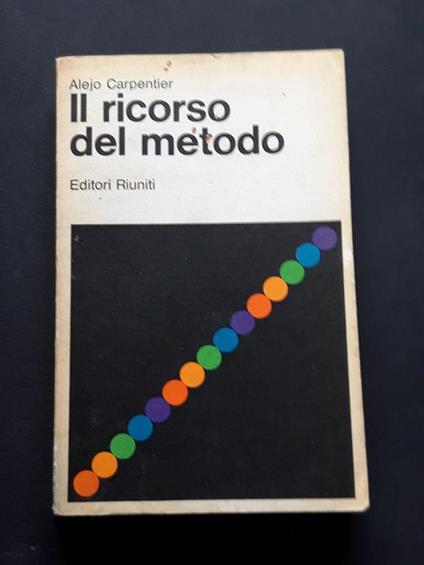 Alejo Carpentier
Il ricorso
del metodo
Editori Riuniti